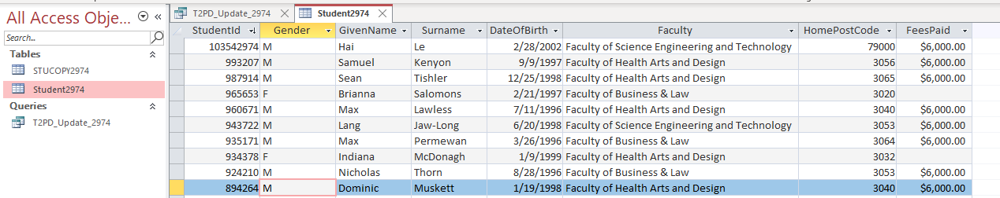 All Access Obje...
T2PD_Update_2974 Student2974
Search...
Tables
STUCOPY2974
Student2974
Queries
T2PD_Update_2974
StudentId Gender GivenName Surname DateOfBirth Faculty HomePostCode FeesPaid
103542974 M Hai Le 2/28/2002 Faculty of Science Engineering and Technology 79000 $6,000.00
993207 M Samuel Kenyon 9/9/1997 Faculty of Health Arts and Design 3056 $6,000.00
987914 M Sean Tishler 12/25/1998 Faculty of Health Arts and Design 3065 $6,000.00
965653 F Brianna Salomons 2/21/1997 Faculty of Business & Law 3020
960671 M Max Lawless 7/11/1996 Faculty of Health Arts and Design 3040 $6,000.00
943722 M Lang Jaw-Long 6/20/1998 Faculty of Science Engineering and Technology 3053 $6,000.00
935171 M Max Permewan 3/26/1996 Faculty of Business & Law 3064 $6,000.00
934378 F Indiana McDonagh 1/9/1999 Faculty of Health Arts and Design 3032
924210 M Nicholas Thorn 8/28/1996 Faculty of Business & Law 3053 $6,000.00
894264 M Dominic Muskett 1/19/1998 Faculty of Health Arts and Design 3040 $6,000.00